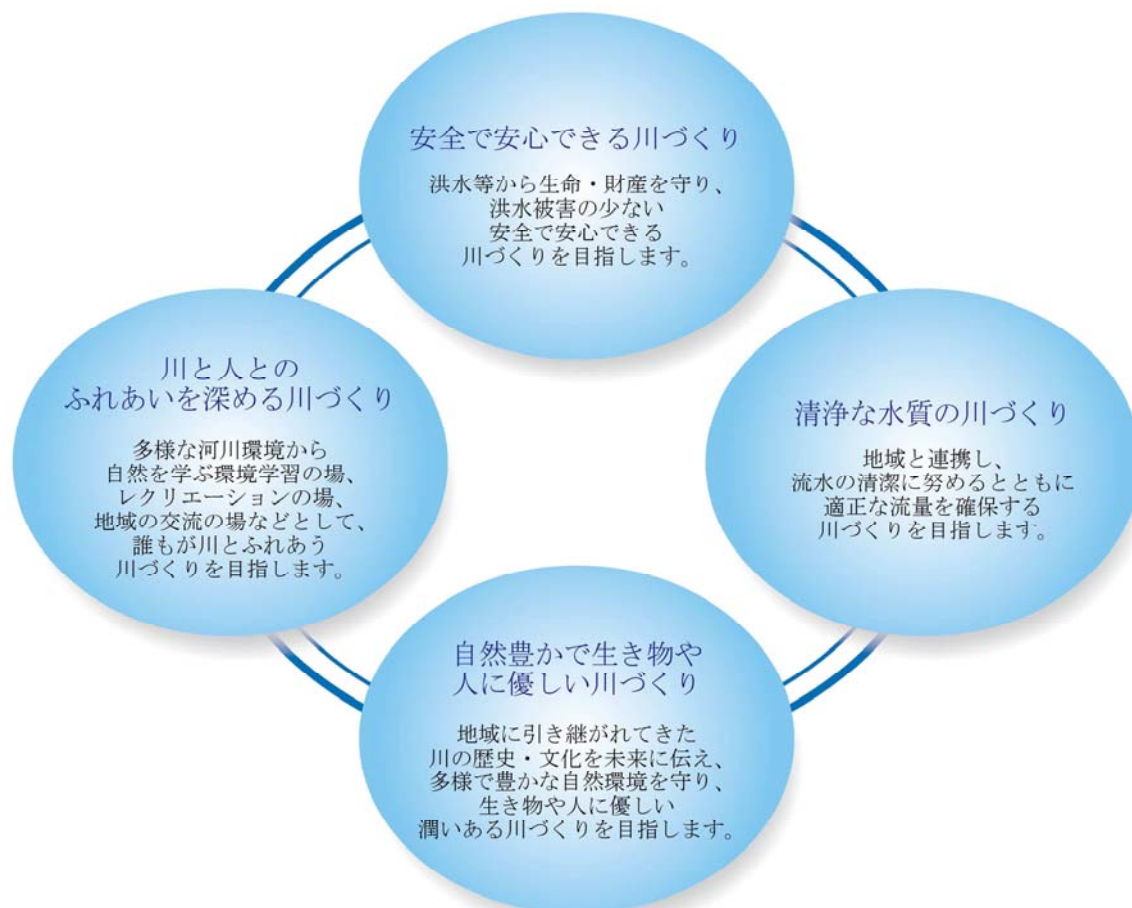 安全で安心できる川づくり
洪水等から生命・財産を守り、
洪水被害の少ない
安全で安心できる
川づくりを目指します。
川と人との
ふれあいを深める川づくり
多様な河川環境から
自然を学ぶ環境学習の場、
レクリエーションの場、
地域の交流の場などとして、
誰もが川とふれあう
川づくりを目指します。
清浄な水質の川づくり
地域と連携し、
流水の清潔に努めるとともに
適正な流量を確保する
川づくりを目指します。
自然豊かで生き物や
人に優しい川づくり
地域に引き継がれてきた
川の歴史・文化を未来に伝え、
多様で豊かな自然環境を守り、
生き物や人に優しい
潤いある川づくりを目指します。